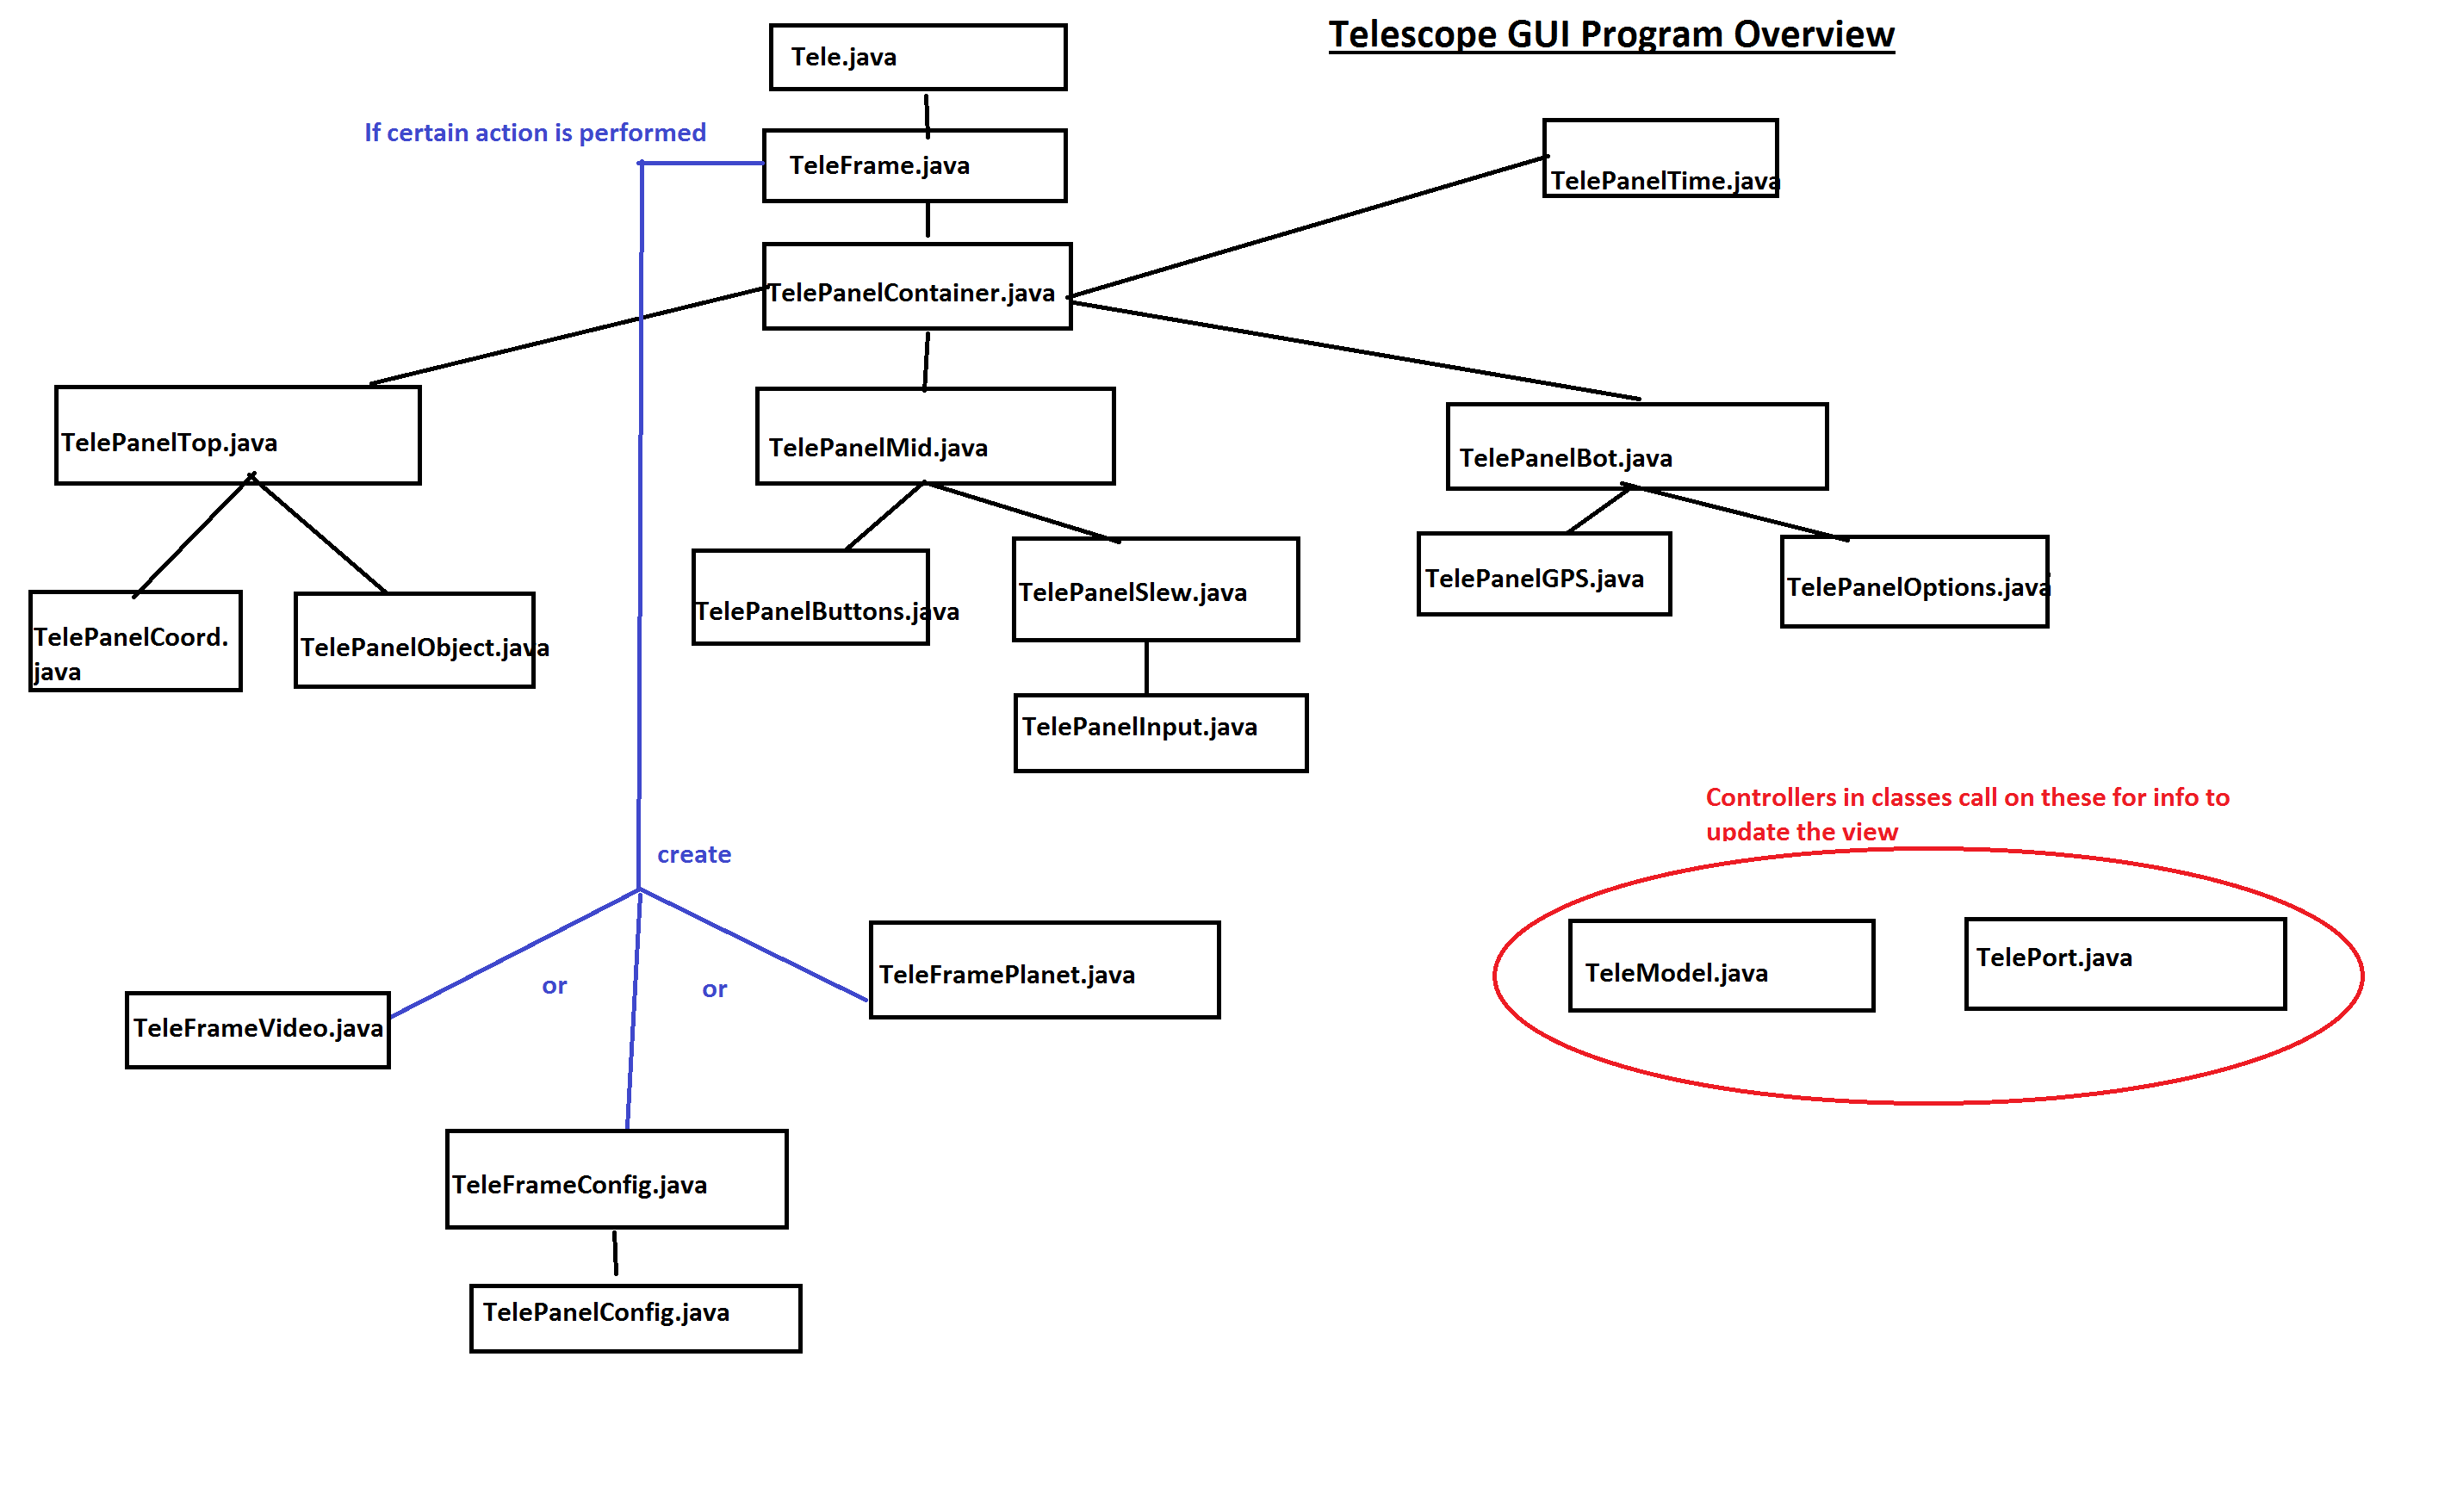 Telescope GUI Program Overview
Tele.java
If certain action is performed
TeleFrame.java
TelePanelTime.java
TelePanelContainer.java
TelePanelTop.java
TelePanelMid.java
TelePanelBot.java
TelePanelCoord.
java
TelePanelObject.java
TelePanelButtons.java
TelePanelSlew.java
TelePanelGPS.java
TelePanelOptions.java
TelePanelInput.java
Controllers in classes call on these for info to
update the view
create
or
or
TeleFramePlanet.java
TeleModel.java
TelePort.java
TeleFrameVideo.java
TeleFrameConfig.java
TelePanelConfig.java